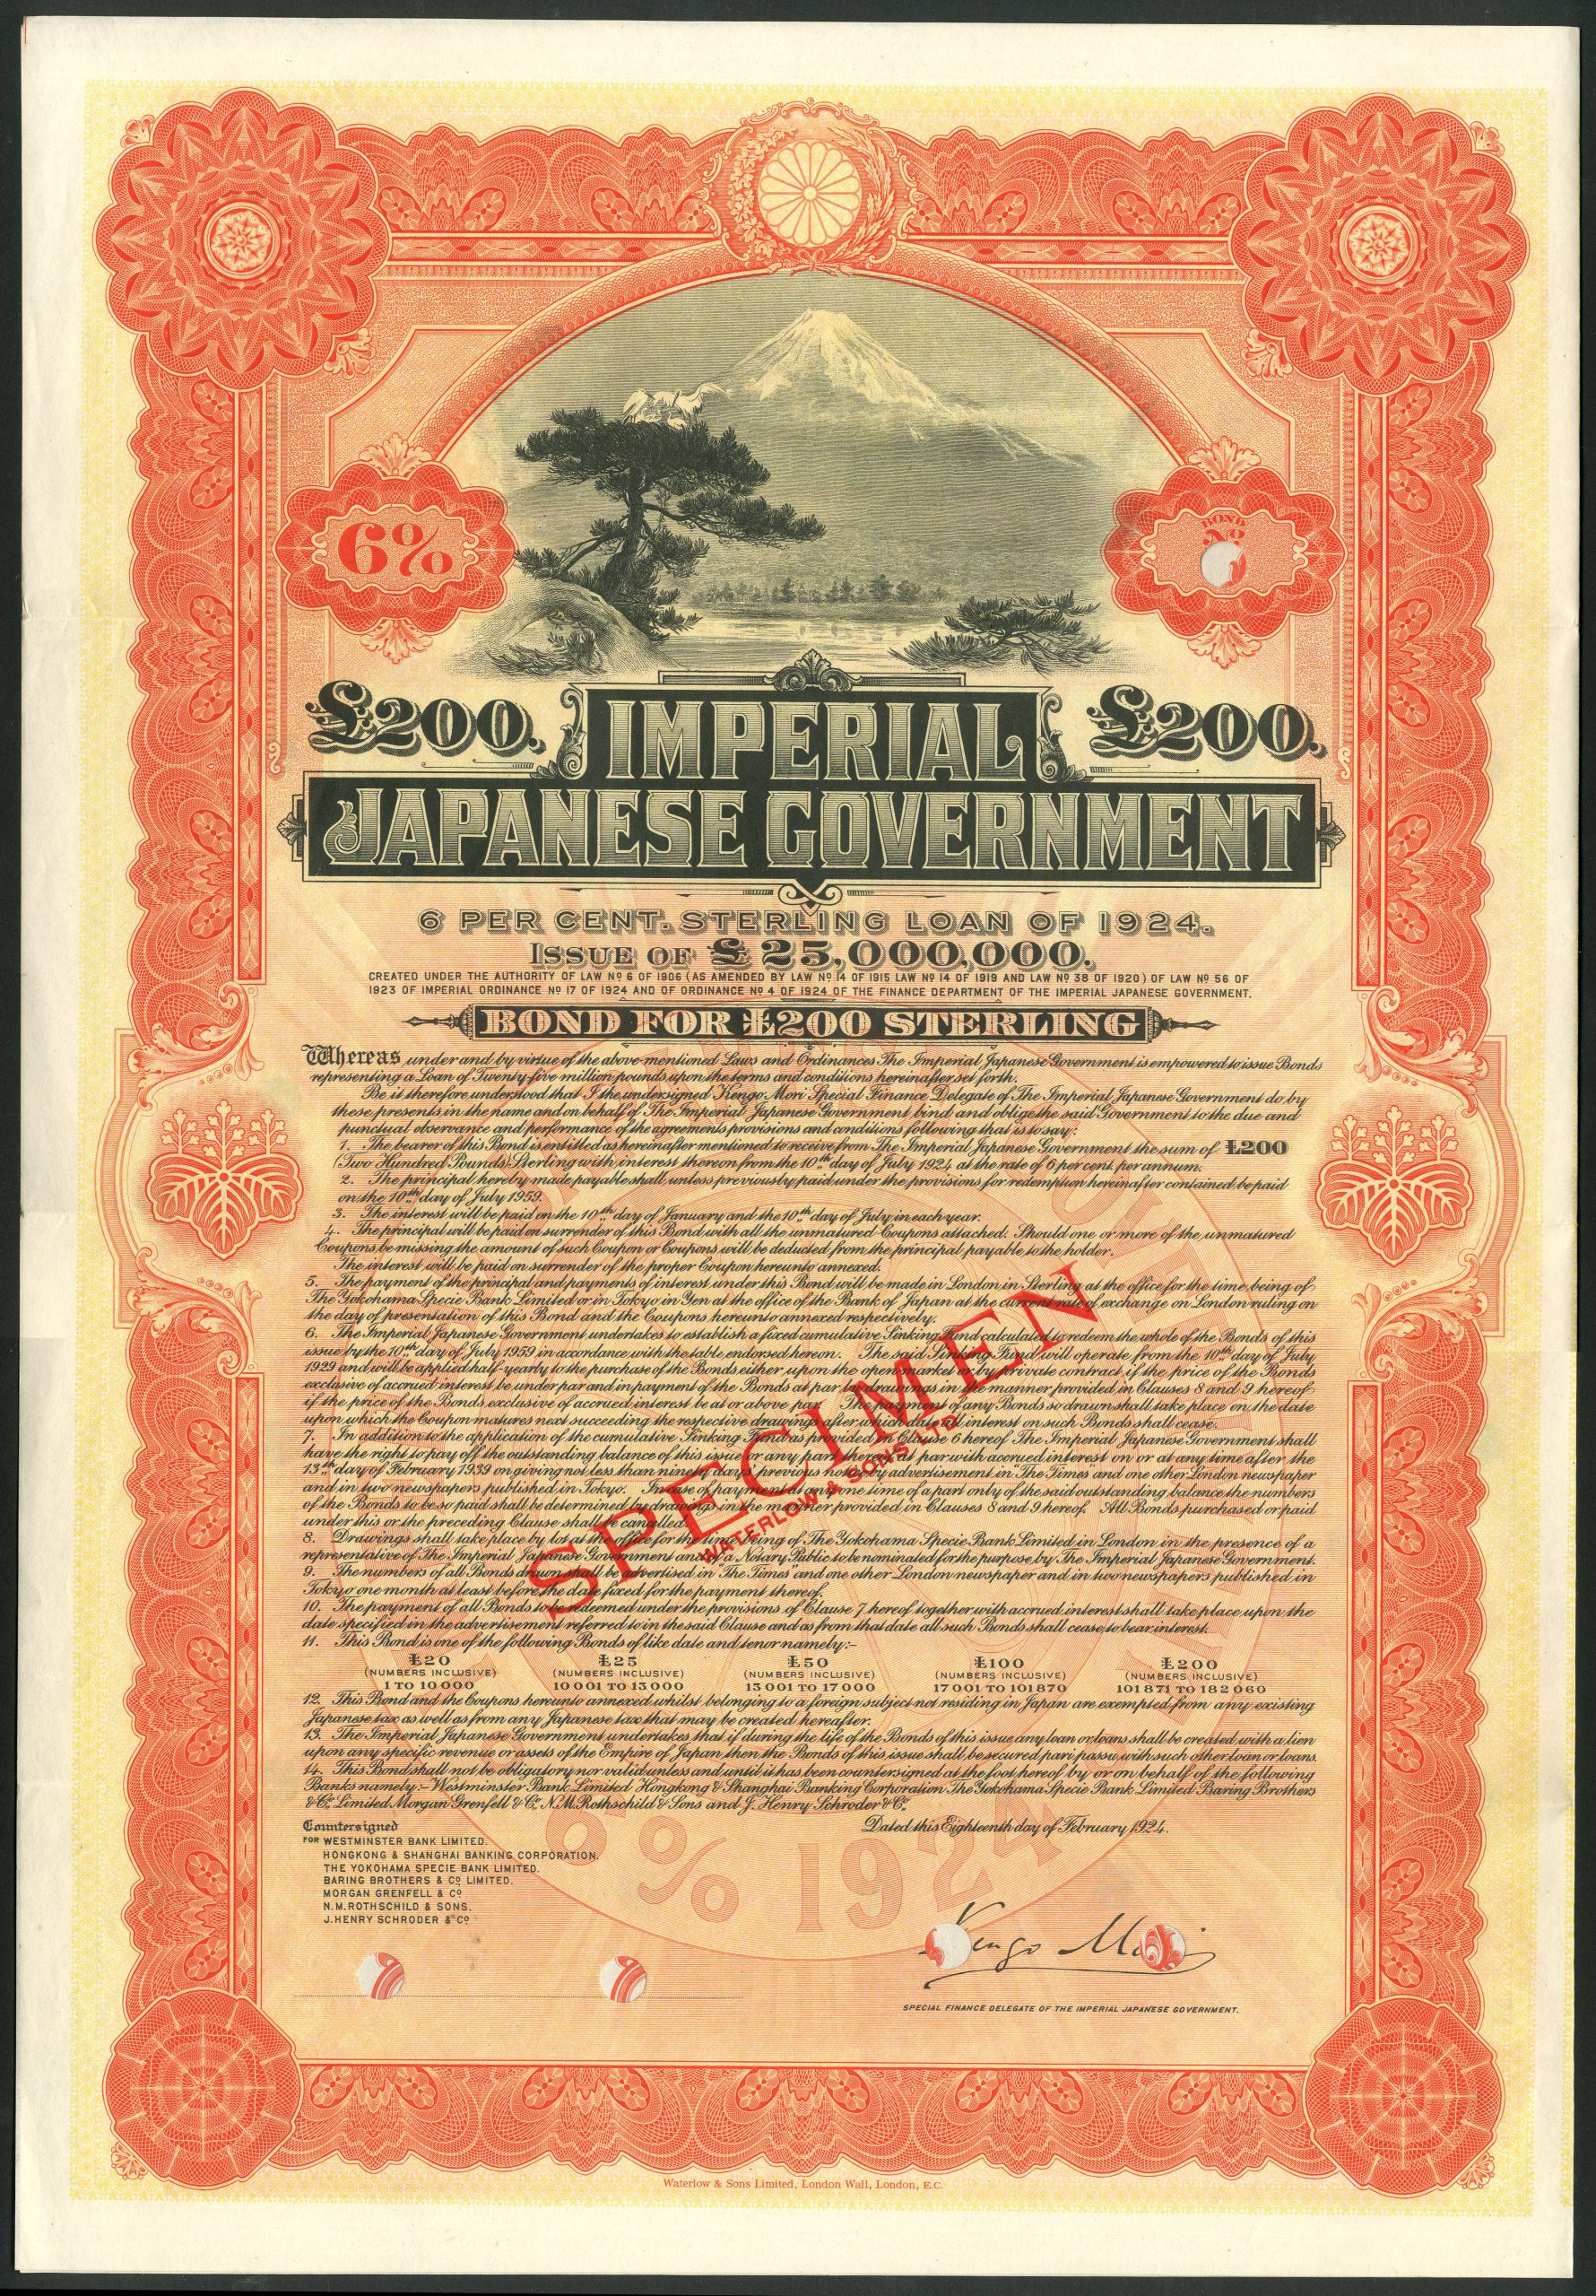 6%
BOND
No
£200. IMPERIAL £200.
JAPANESE GOVERNMENT
6 PER CENT. STERLING LOAN OF 1924.
ISSUE OF £25,000,000.
CREATED UNDER THE AUTHORITY OF LAW No 6 OF 1906 (AS AMENDED BY LAW No 14 OF 1915 LAW No 14 OF 1919 AND LAW No 38 OF 1920) OF LAW No 56 OF
1923 OF IMPERIAL ORDINANCE No 17 OF 1924 AND OF ORDINANCE No 4 OF 1924 OF THE FINANCE DEPARTMENT OF THE IMPERIAL JAPANESE GOVERNMENT.
BOND FOR £200 STERLING
Whereas under and by virtue of the above-mentioned Laws and Ordinances The Imperial Japanese Government is empowered to issue Bonds
representing a Loan of Twenty-five million pounds upon the terms and conditions hereinafter set forth.
Be it therefore understood that I the undersigned Kengo Mori Special Finance Delegate of The Imperial Japanese Government do by
these presents in the name and on behalf of The Imperial Japanese Government bind and oblige the said Government to the due and
punctual observance and performance of the agreements provisions and conditions following that is to say:
1. The bearer of this Bond is entitled as hereinafter mentioned to receive from The Imperial Japanese Government the sum of £200
(Two Hundred Pounds) Sterling with interest thereon from the 10th day of July 1924 at the rate of 6 per cent. per annum.
2. The principal hereby made payable shall unless previously paid under the provisions for redemption hereinafter contained be paid
on the 10th day of July 1959.
3. The interest will be paid on the 10th day of January and the 10th day of July in each year.
4. The principal will be paid on surrender of this Bond with all the unmatured Coupons attached. Should one or more of the unmatured
Coupons be missing the amount of such Coupon or Coupons will be deducted from the principal payable to the holder.
The interest will be paid on surrender of the proper Coupon hereunto annexed.
5. The payment of the principal and payments of interest under this Bond will be made in London in Sterling at the office for the time being of
The Yokohama Specie Bank Limited or in Tokyo in Yen at the office of the Bank of Japan at the current rate of exchange on London ruling on
the day of presentation of this Bond and the Coupons hereunto annexed respectively.
6. The Imperial Japanese Government undertakes to establish a fixed cumulative Sinking Fund calculated to redeem the whole of the Bonds of this
issue by the 10th day of July 1959 in accordance with the table endorsed hereon. The said Sinking Fund will operate from the 10th day of July
1929 and will be applied half-yearly to the purchase of the Bonds either upon the open market or by private contract if the price of the Bonds
exclusive of accrued interest be under par and in payment of the Bonds at par by drawings in the manner provided in Clauses 8 and 9 hereof
if the price of the Bonds exclusive of accrued interest be at or above par. The payment of any Bonds so drawn shall take place on the date
upon which the Coupon matures next succeeding the respective drawings after which date all interest on such Bonds shall cease.
7. In addition to the application of the cumulative Sinking Fund as provided in Clause 6 hereof The Imperial Japanese Government shall
have the right to pay off the outstanding balance of this issue or any part thereof at par with accrued interest on or at any time after the
13th day of February 1939 on giving not less than ninety days previous notice by advertisement in "The Times" and one other London newspaper
and in two newspapers published in Tokyo. In case of payment at any one time of a part only of the said outstanding balance the numbers
of the Bonds to be so paid shall be determined by drawings in the manner provided in Clauses 8 and 9 hereof. All Bonds purchased or paid
under this or the preceding Clause shall be cancelled.
8. Drawings shall take place by lot at the office for the time being of The Yokohama Specie Bank Limited in London in the presence of a
representative of The Imperial Japanese Government and of a Notary Public to be nominated for the purpose by The Imperial Japanese Government.
9. The numbers of all Bonds drawn shall be advertised in "The Times" and one other London newspaper and in two newspapers published in
Tokyo one month at least before the date fixed for the payment thereof.
10. The payment of all Bonds to be redeemed under the provisions of Clause 7 hereof together with accrued interest shall take place upon the
date specified in the advertisement referred to in the said Clause and as from that date all such Bonds shall cease to bear interest.
11. This Bond is one of the following Bonds of like date and tenor namely:-
£20 £25 £50 £100 £200
(NUMBERS INCLUSIVE) (NUMBERS INCLUSIVE) (NUMBERS INCLUSIVE) (NUMBERS INCLUSIVE) (NUMBERS INCLUSIVE)
1 TO 10000 10001 TO 13000 13001 TO 17000 17001 TO 101870 101871 TO 182060
12. This Bond and the Coupons hereunto annexed whilst belonging to a foreign subject not residing in Japan are exempted from any existing
Japanese tax as well as from any Japanese tax that may be created hereafter.
13. The Imperial Japanese Government undertakes that if during the life of the Bonds of this issue any loan or loans shall be created with a lien
upon any specific revenue or assets of the Empire of Japan then the Bonds of this issue shall be secured pari passu with such other loan or loans.
14. This Bond shall not be obligatory nor valid unless and until it has been countersigned at the foot hereof by or on behalf of the following
Banks namely:- Westminster Bank Limited Hongkong & Shanghai Banking Corporation The Yokohama Specie Bank Limited Baring Brothers
& Co. Limited Morgan Grenfell & Co. N.M. Rothschild & Sons and J. Henry Schroder & Co.
SPECIMEN
WATERLOW & SONS LTD
Countersigned Dated this Eighteenth day of February 1924.
FOR WESTMINSTER BANK LIMITED.
HONGKONG & SHANGHAI BANKING CORPORATION.
THE YOKOHAMA SPECIE BANK LIMITED.
BARING BROTHERS & Co LIMITED.
MORGAN GRENFELL & Co
N.M. ROTHSCHILD & SONS.
J. HENRY SCHRODER & Co
6% 1924
Kengo Mori
SPECIAL FINANCE DELEGATE OF THE IMPERIAL JAPANESE GOVERNMENT.
Waterlow & Sons Limited, London Wall, London, E.C.